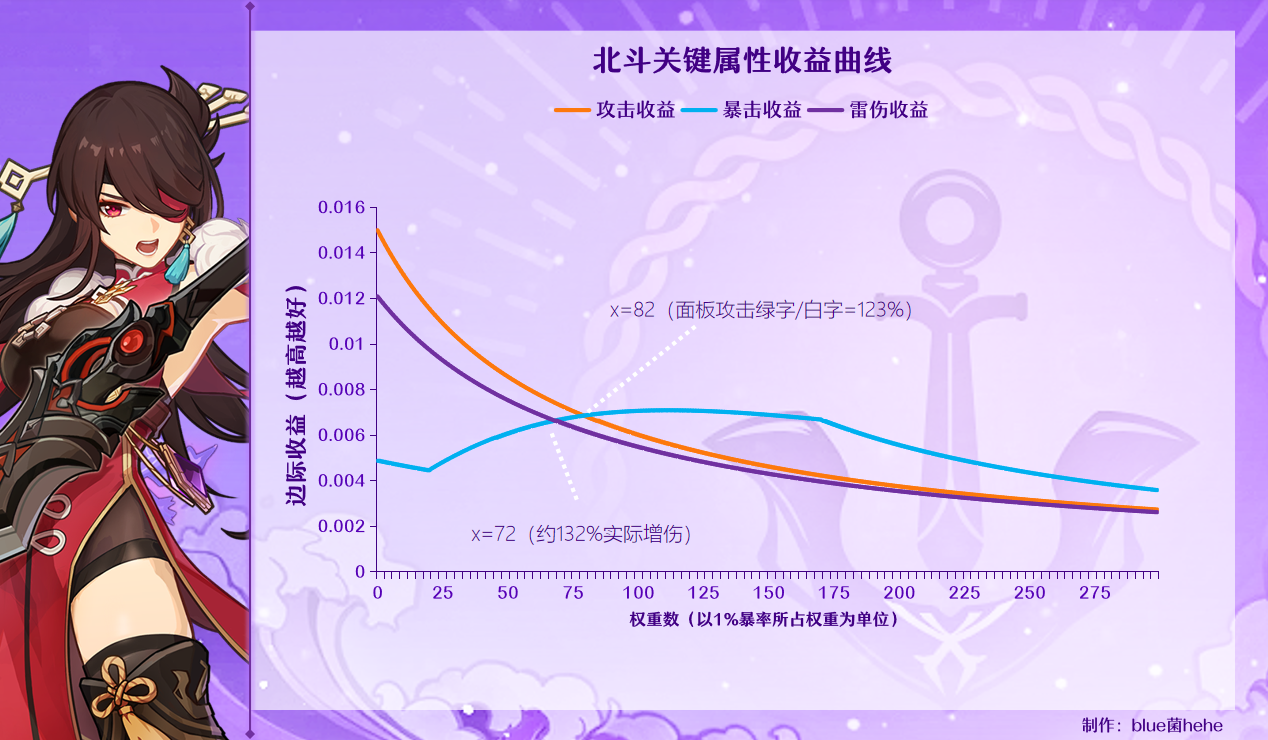 北斗关键属性收益曲线
攻击收益 暴击收益 雷伤收益
边际收益（越高越好）
0.016
0.014
0.012
0.01
0.008
0.006
0.004
0.002
0
x=82（面板攻击绿字/白字=123%）
x=72（约132%实际增伤）
0 25 50 75 100 125 150 175 200 225 250 275
权重数（以1%暴率所占权重为单位）
制作：blue菌hehe